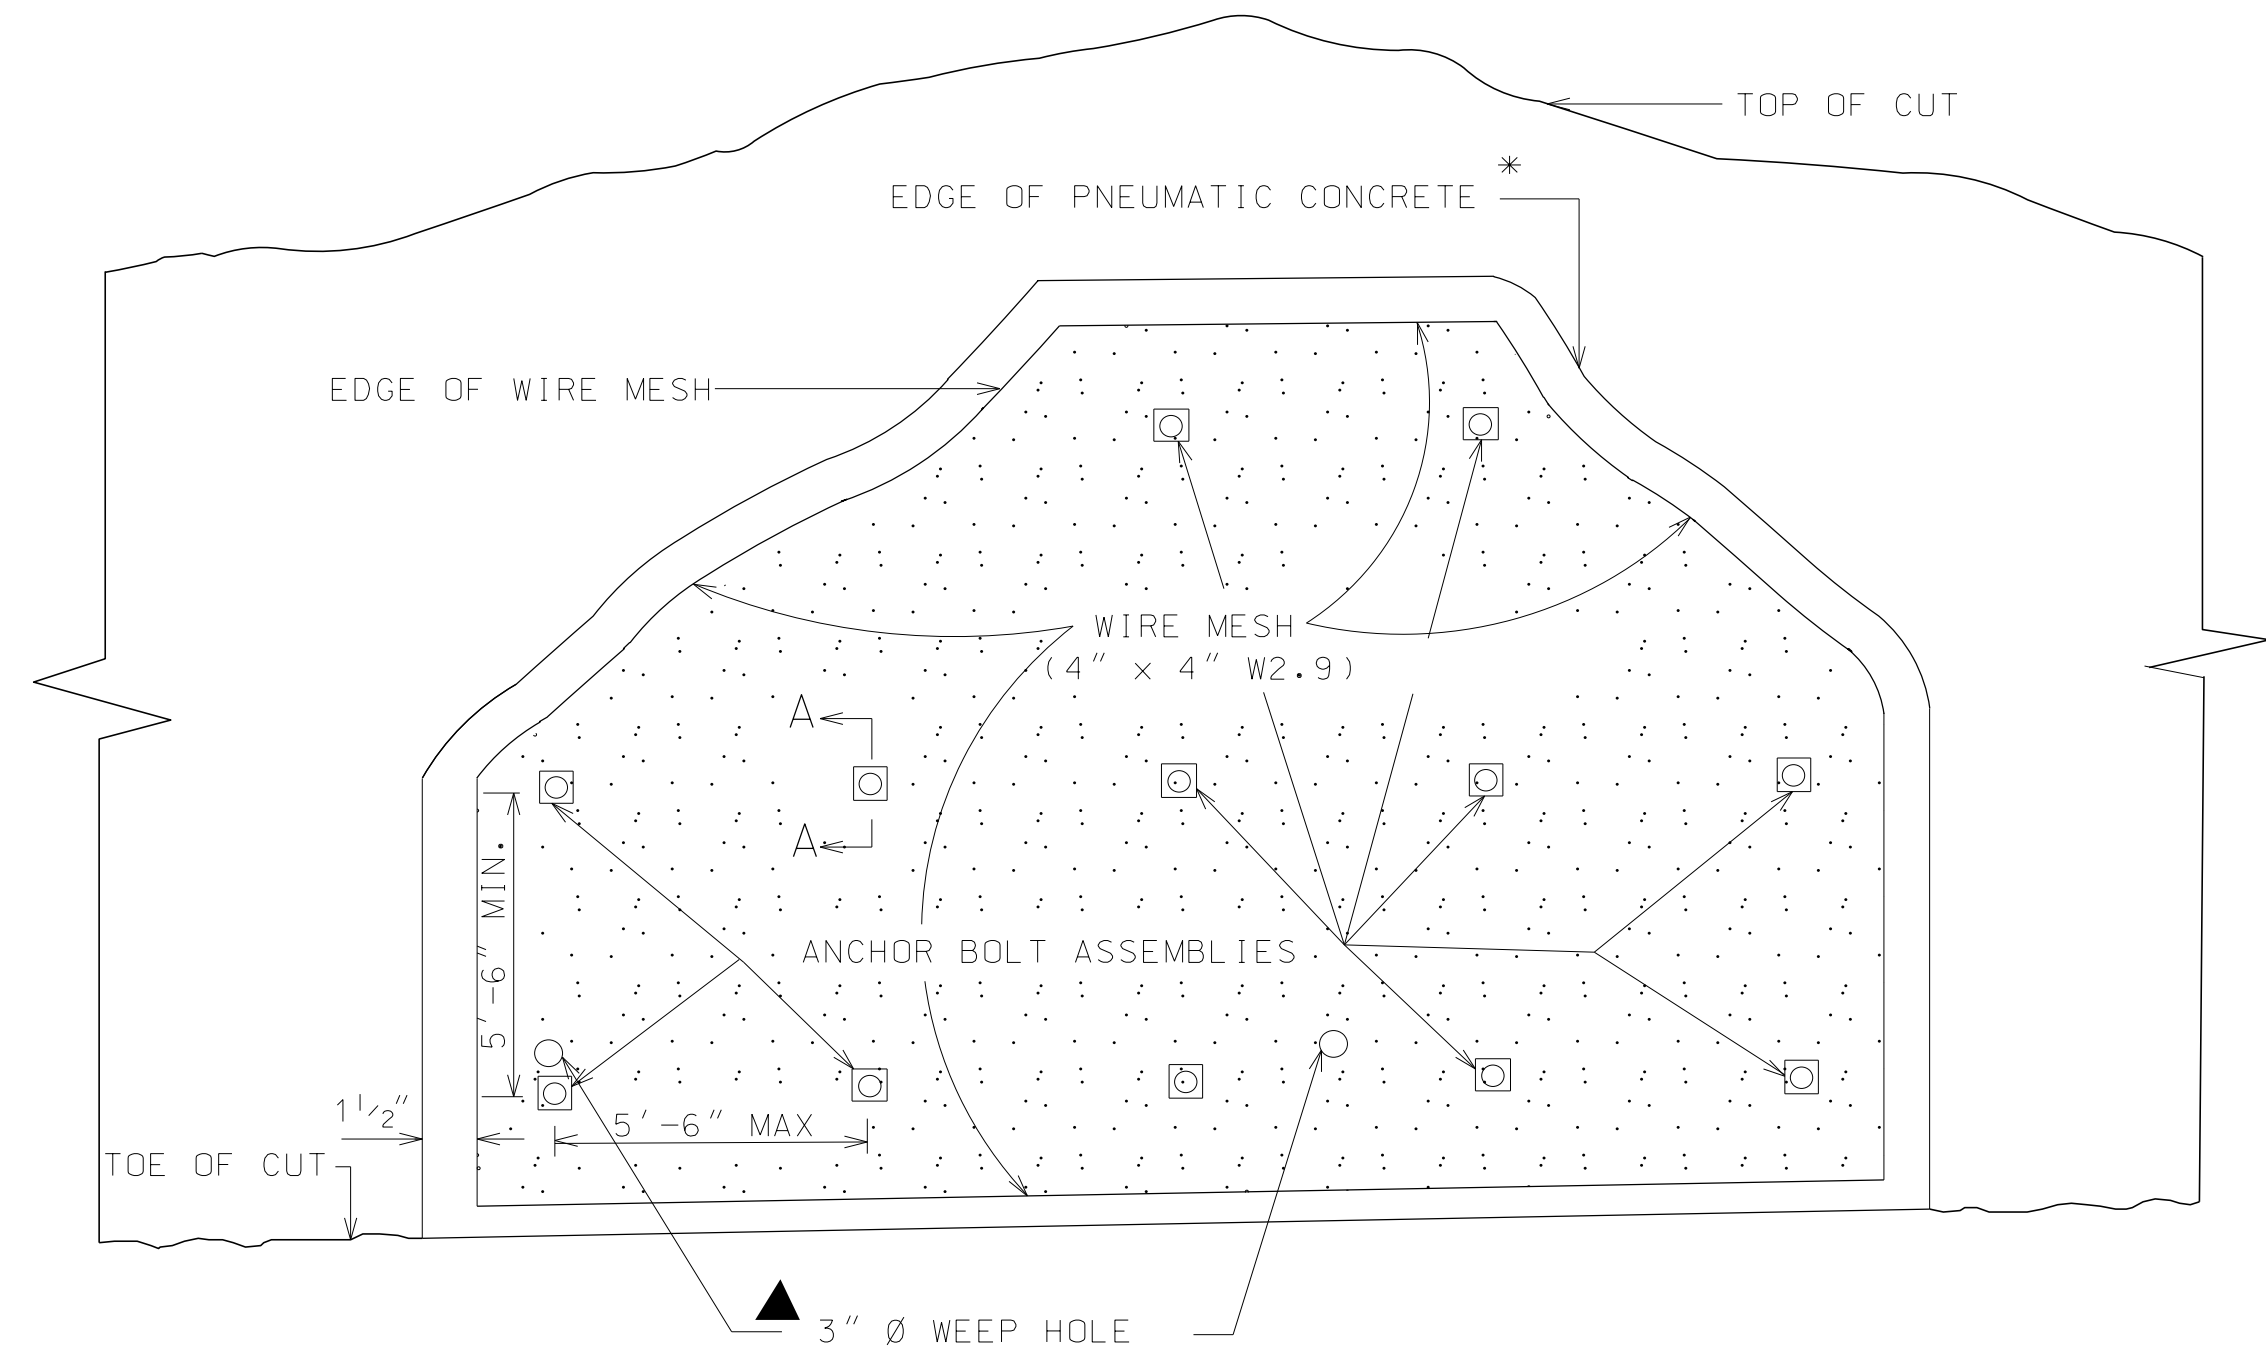 TOP OF CUT
*
EDGE OF PNEUMATIC CONCRETE
EDGE OF WIRE MESH
WIRE MESH
(4" x 4" W2.9)
A
A
5'-6" MIN.
ANCHOR BOLT ASSEMBLIES
1 1/2"
5'-6" MAX
TOE OF CUT
3" Ø WEEP HOLE